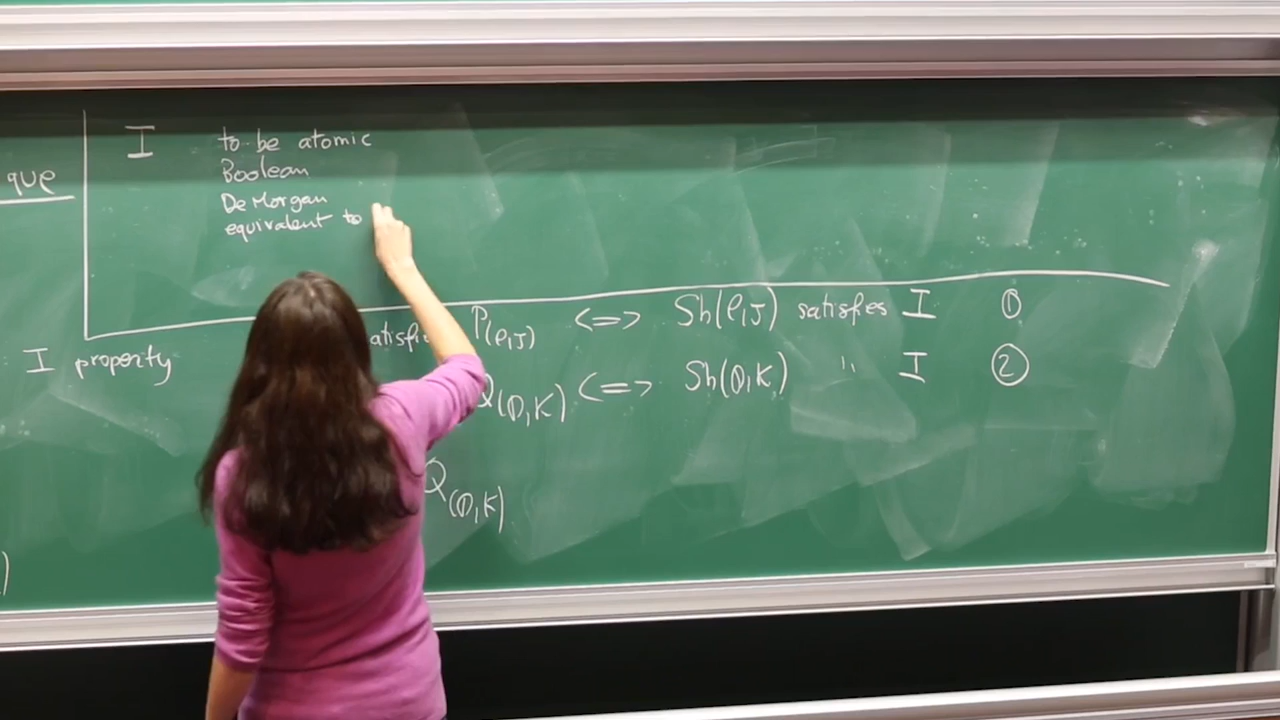 que
I to be atomic
Boolean
De Morgan
equivalent to
I property
P(C,J) <=> Sh(C,J) satisfies I ①
Q(D,K) <=> Sh(D,K) " I ②
Q(D,K)